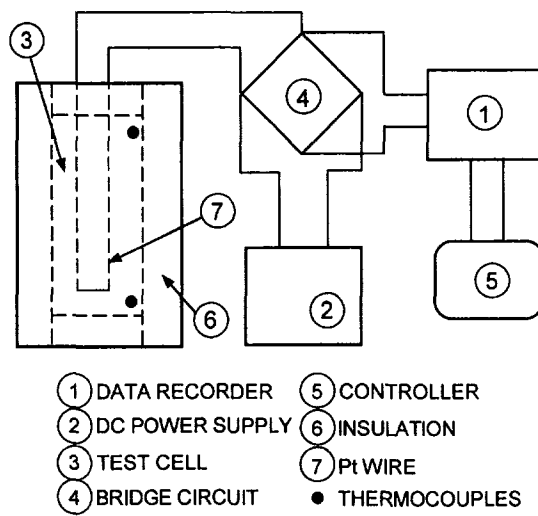 3
4
1
7
2
5
6
1 DATA RECORDER
2 DC POWER SUPPLY
3 TEST CELL
4 BRIDGE CIRCUIT
5 CONTROLLER
6 INSULATION
7 Pt WIRE
● THERMOCOUPLES